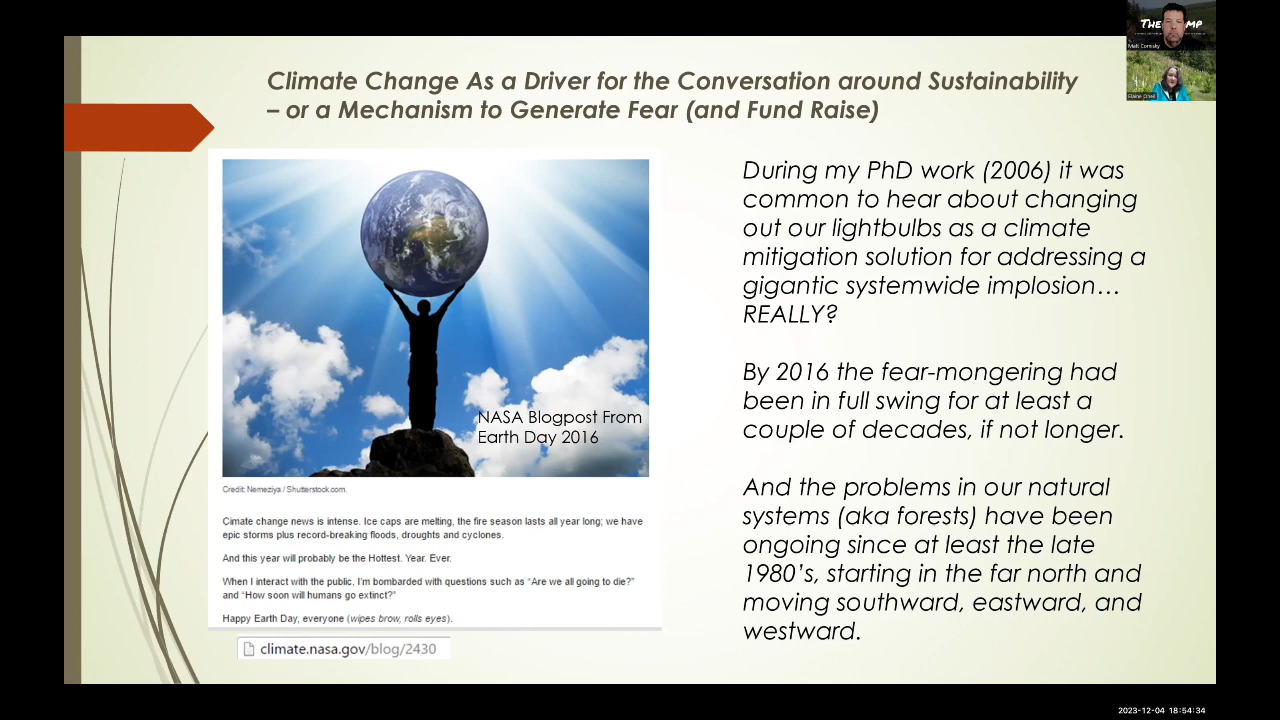 THE MP
Matt Comisky
Elaine Oneil
Climate Change As a Driver for the Conversation around Sustainability
– or a Mechanism to Generate Fear (and Fund Raise)
NASA Blogpost From
Earth Day 2016
Credit: Nemeziya / Shutterstock.com.
Cimate change news is intense. Ice caps are melting, the fire season lasts all year long; we have
epic storms plus record-breaking floods, droughts and cyclones.
And this year will probably be the Hottest. Year. Ever.
When I interact with the public, I'm bombarded with questions such as “Are we all going to die?”
and “How soon will humans go extinct?”
Happy Earth Day, everyone (wipes brow, rolls eyes).
climate.nasa.gov/blog/2430
During my PhD work (2006) it was
common to hear about changing
out our lightbulbs as a climate
mitigation solution for addressing a
gigantic systemwide implosion…
REALLY?
By 2016 the fear-mongering had
been in full swing for at least a
couple of decades, if not longer.
And the problems in our natural
systems (aka forests) have been
ongoing since at least the late
1980’s, starting in the far north and
moving southward, eastward, and
westward.
2023-12-04 18:54:34